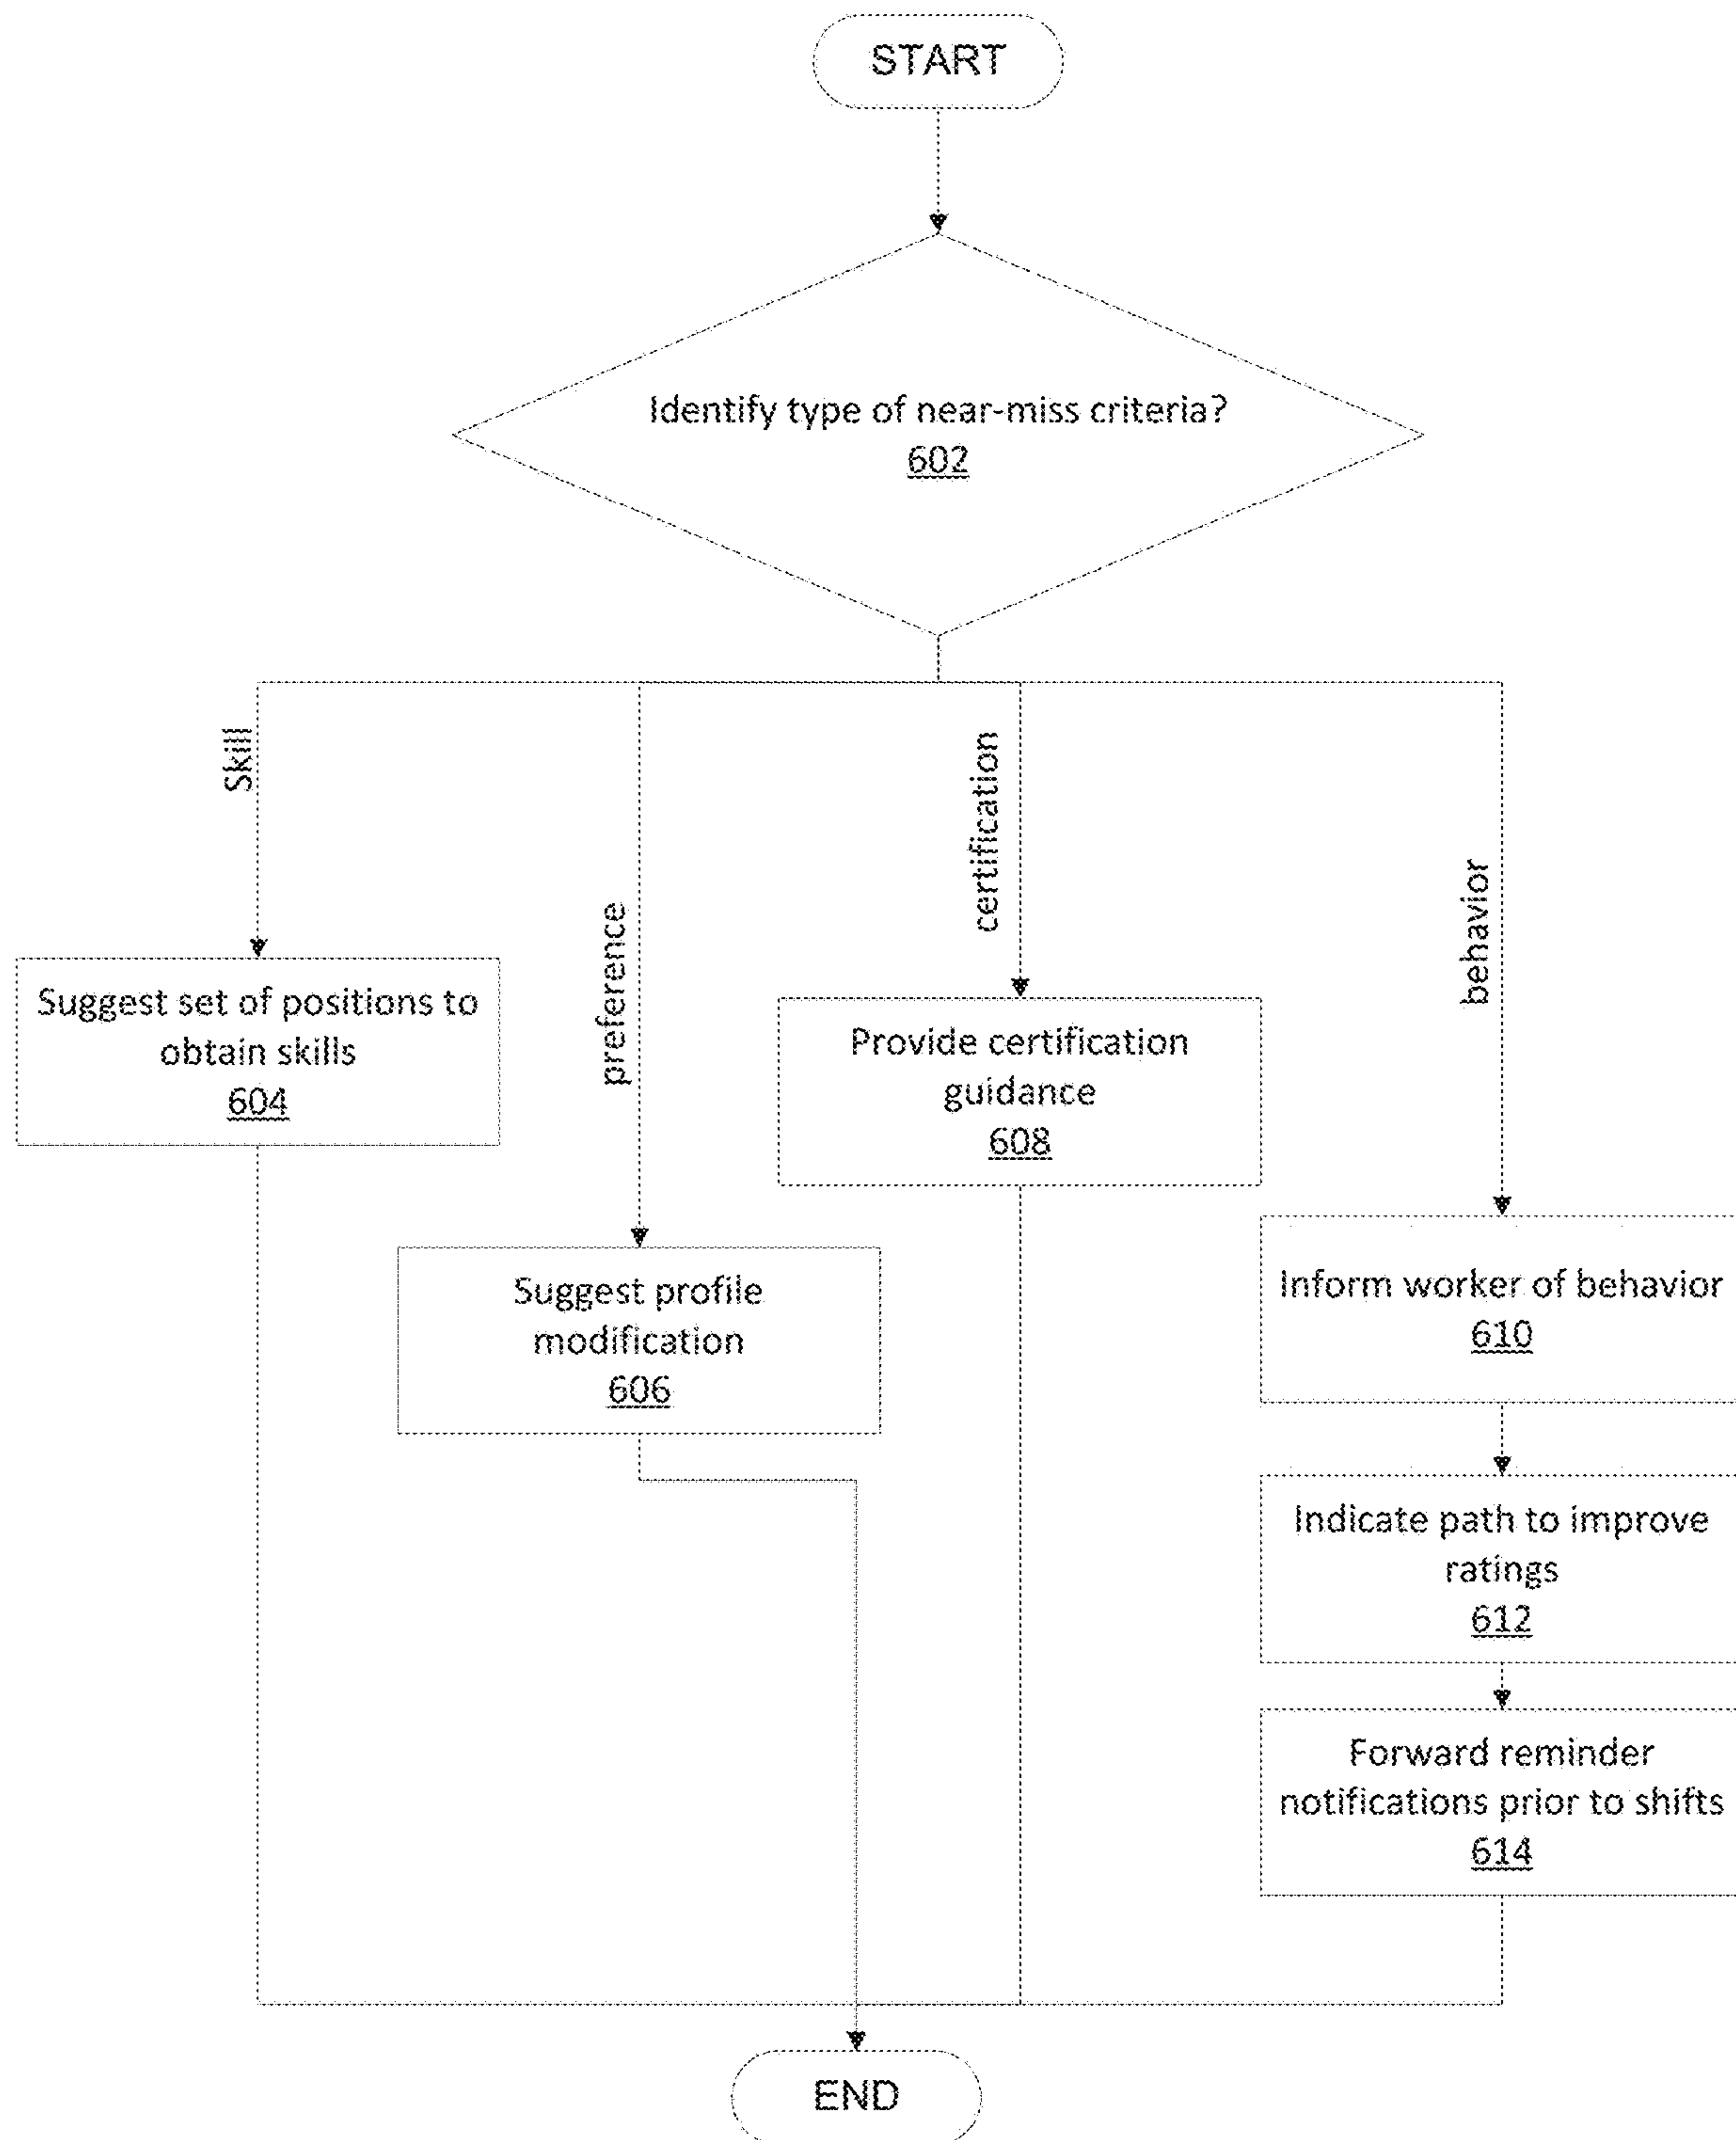 START
Identify type of near-miss criteria?
602
Skill
preference
certification
behavior
Suggest set of positions to
obtain skills
604
Provide certification
guidance
608
Suggest profile
modification
606
Inform worker of behavior
610
Indicate path to improve
ratings
612
Forward reminder
notifications prior to shifts
614
END